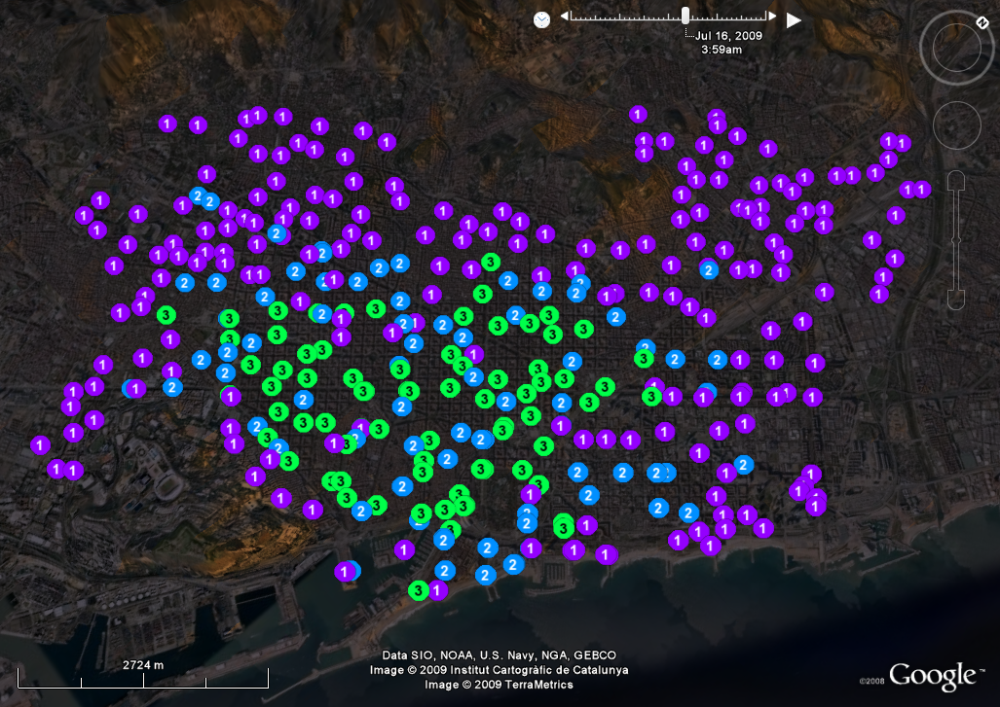 Jul 16, 2009
3:59am
2724 m
Data SIO, NOAA, U.S. Navy, NGA, GEBCO
Image © 2009 Institut Cartogràfic de Catalunya
Image © 2009 TerraMetrics
©2008 Google™